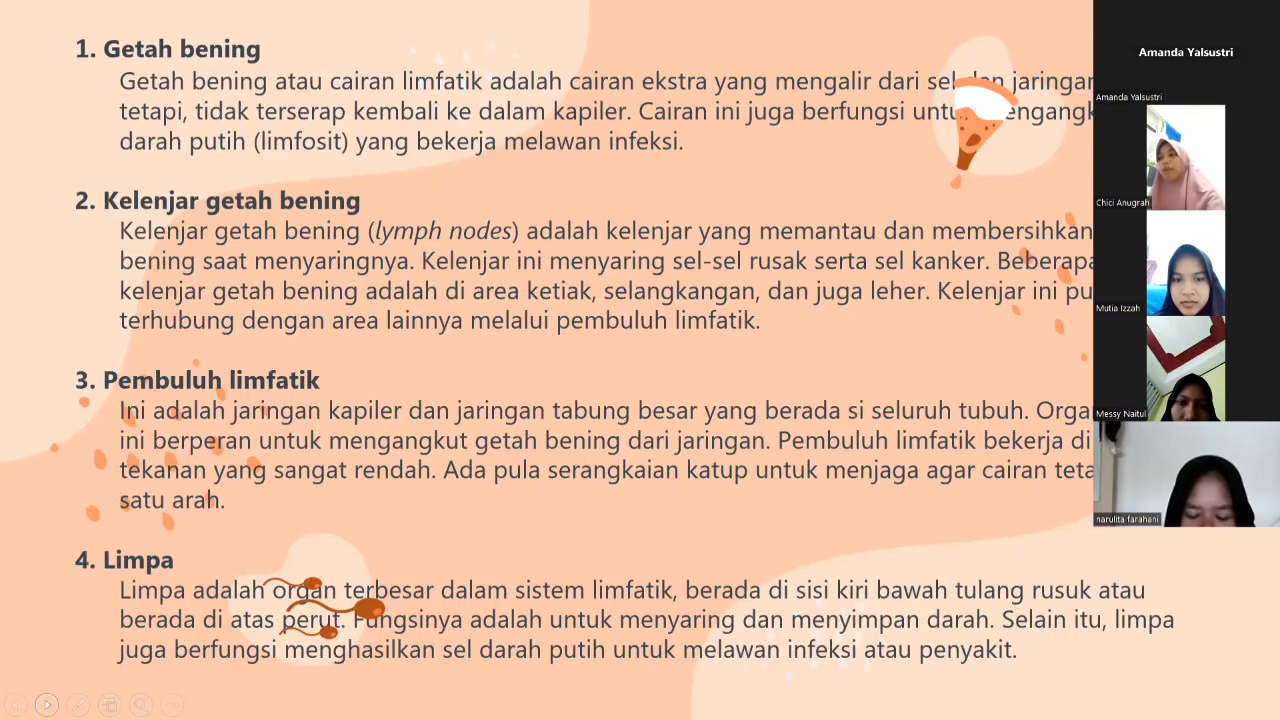 1. Getah bening
Getah bening atau cairan limfatik adalah cairan ekstra yang mengalir dari sel dan jaringan
tetapi, tidak terserap kembali ke dalam kapiler. Cairan ini juga berfungsi untuk
darah putih (limfosit) yang bekerja melawan infeksi.
2. Kelenjar getah bening
Kelenjar getah bening (lymph nodes) adalah kelenjar yang memantau dan membersihkan
bening saat menyaringnya. Kelenjar ini menyaring sel-sel rusak serta sel kanker. Beberapa
kelenjar getah bening adalah di area ketiak, selangkangan, dan juga leher. Kelenjar ini pu
terhubung dengan area lainnya melalui pembuluh limfatik.
3. Pembuluh limfatik
Ini adalah jaringan kapiler dan jaringan tabung besar yang berada si seluruh tubuh. Orga
ini berperan untuk mengangkut getah bening dari jaringan. Pembuluh limfatik bekerja di
tekanan yang sangat rendah. Ada pula serangkaian katup untuk menjaga agar cairan teta
satu arah.
4. Limpa
Limpa adalah organ terbesar dalam sistem limfatik, berada di sisi kiri bawah tulang rusuk atau
berada di atas perut. Fungsinya adalah untuk menyaring dan menyimpan darah. Selain itu, limpa
juga berfungsi menghasilkan sel darah putih untuk melawan infeksi atau penyakit.
Amanda Yalsustri
Amanda Yalsustri
Chici Anugrah
Mutia Izzah
Messy Naitul
narulita farahani